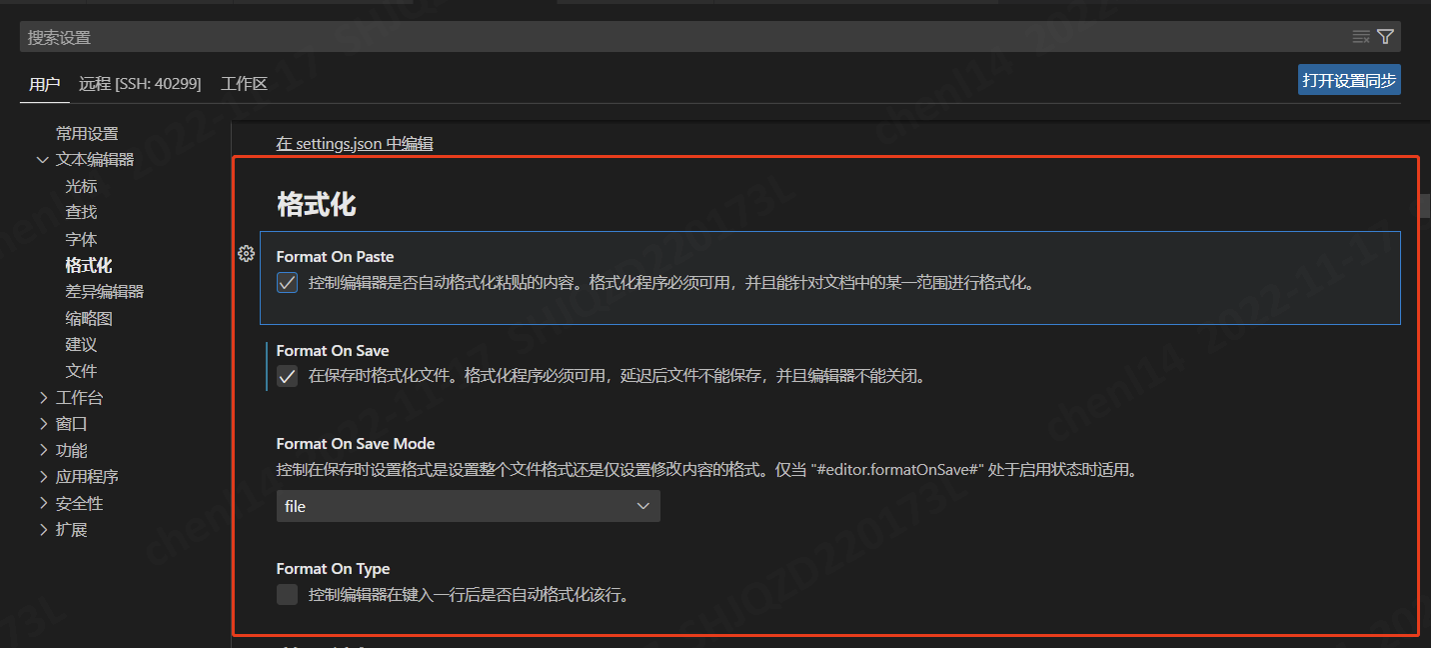 搜索设置
用户 远程 [SSH: 40299] 工作区
打开设置同步
常用设置
文本编辑器
光标
查找
字体
格式化
差异编辑器
缩略图
建议
文件
工作台
窗口
功能
应用程序
安全性
扩展
在 settings.json 中编辑
格式化
Format On Paste
控制编辑器是否自动格式化粘贴的内容。格式化程序必须可用，并且能针对文档中的某一范围进行格式化。
Format On Save
在保存时格式化文件。格式化程序必须可用，延迟后文件不能保存，并且编辑器不能关闭。
Format On Save Mode
控制在保存时设置格式是设置整个文件格式还是仅设置修改内容的格式。仅当 "#editor.formatOnSave#" 处于启用状态时适用。
file
Format On Type
控制编辑器在键入一行后是否自动格式化该行。
chenl14 2022-11-17 SHJQZD220173L